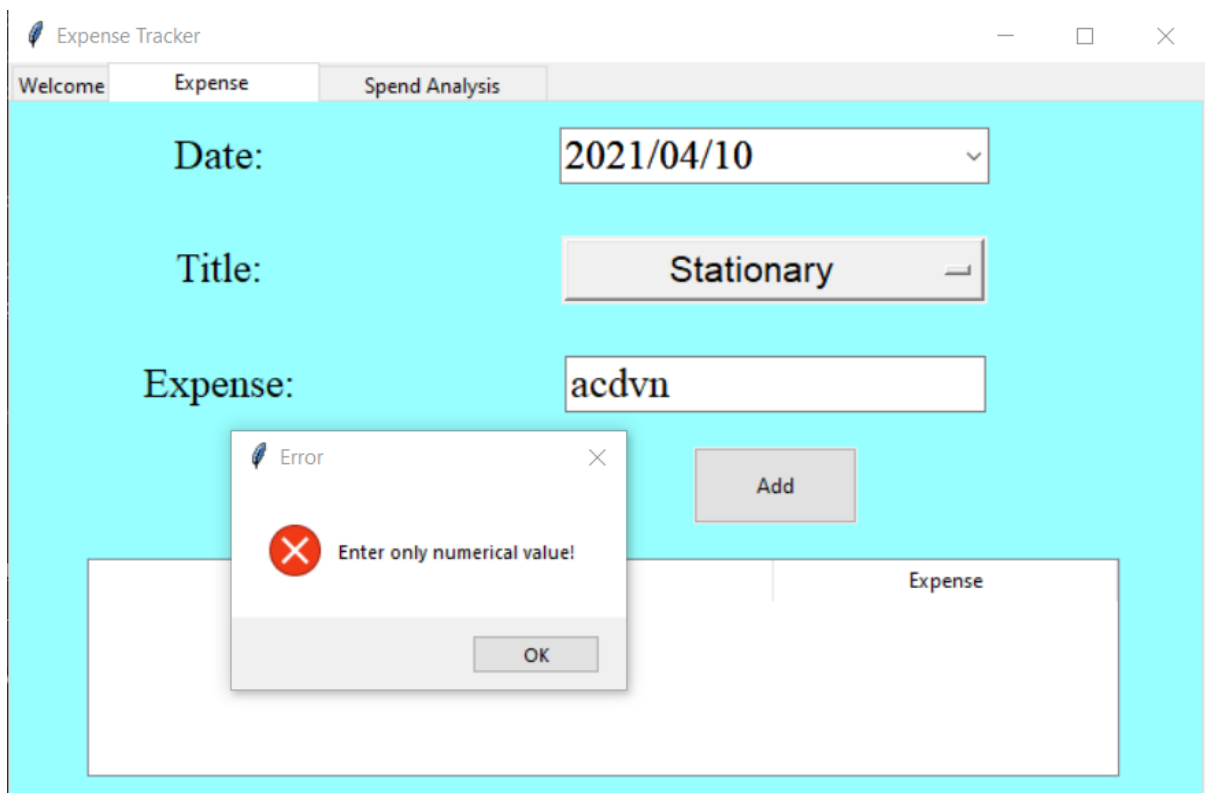 Expense Tracker
Welcome Expense Spend Analysis
Date: 2021/04/10
Title: Stationary
Expense: acdvn
Error
Add
Enter only numerical value!
Expense
OK